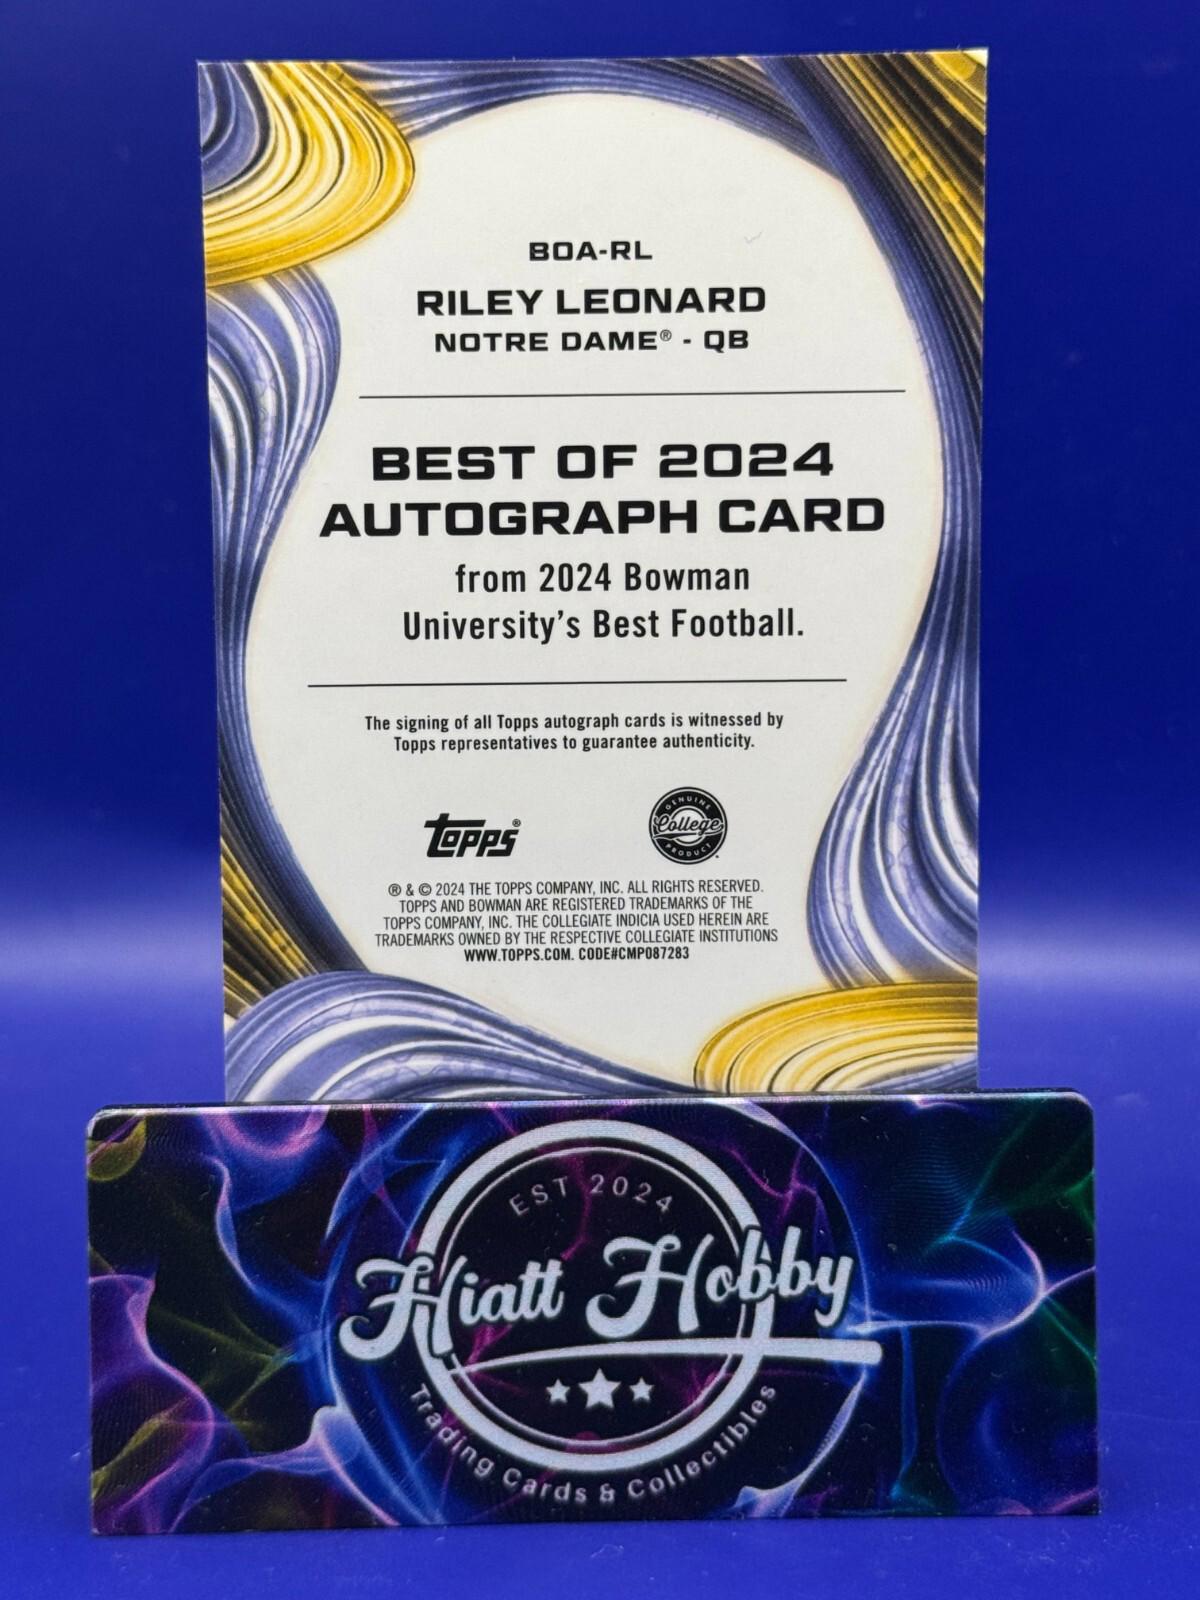 BOA-RL
RILEY LEONARD
NOTRE DAME® - QB
BEST OF 2024
AUTOGRAPH CARD
from 2024 Bowman
University's Best Football.
The signing of all Topps autograph cards is witnessed by
Topps representatives to guarantee authenticity.
topps®
GENUINE
College
PRODUCT
® & © 2024 THE TOPPS COMPANY, INC. ALL RIGHTS RESERVED.
TOPPS AND BOWMAN ARE REGISTERED TRADEMARKS OF THE
TOPPS COMPANY, INC. THE COLLEGIATE INDICIA USED HEREIN ARE
TRADEMARKS OWNED BY THE RESPECTIVE COLLEGIATE INSTITUTIONS
WWW.TOPPS.COM. CODE#CMP087283
EST 2024
Hiatt Hobby
Trading Cards & Collectibles